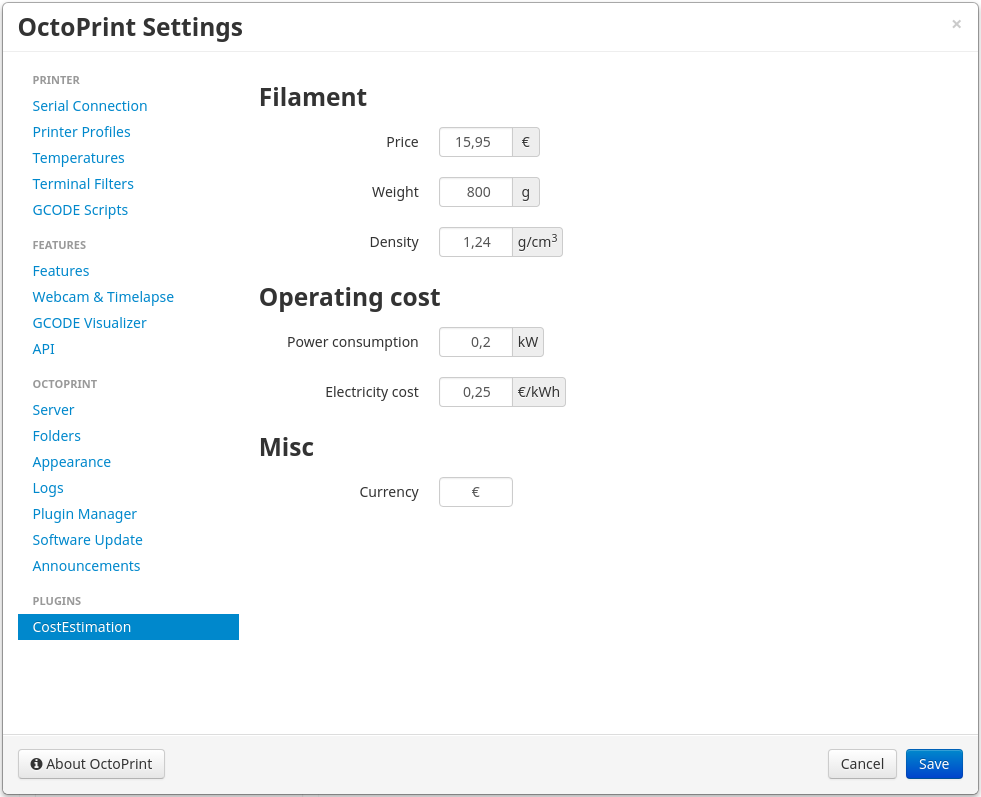 OctoPrint Settings
×
PRINTER
Serial Connection
Printer Profiles
Temperatures
Terminal Filters
GCODE Scripts
FEATURES
Features
Webcam & Timelapse
GCODE Visualizer
API
OCTOPRINT
Server
Folders
Appearance
Logs
Plugin Manager
Software Update
Announcements
PLUGINS
CostEstimation
Filament
Price 15,95 €
Weight 800 g
Density 1,24 g/cm³
Operating cost
Power consumption 0,2 kW
Electricity cost 0,25 €/kWh
Misc
Currency €
About OctoPrint
Cancel Save